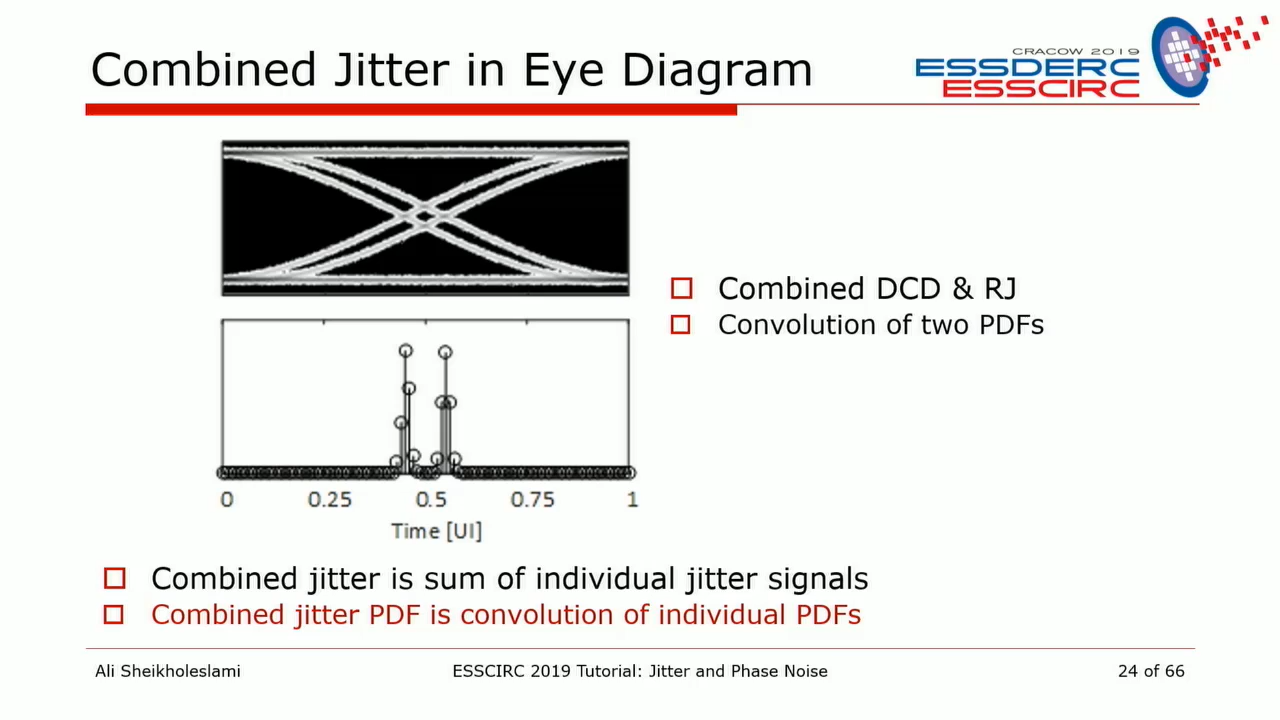 Combined Jitter in Eye Diagram
CRACOW 2019
ESSDERC
ESSCIRC
Combined DCD & RJ
Convolution of two PDFs
0 0.25 0.5 0.75 1
Time [UI]
Combined jitter is sum of individual jitter signals
Combined jitter PDF is convolution of individual PDFs
Ali Sheikholeslami ESSCIRC 2019 Tutorial: Jitter and Phase Noise 24 of 66